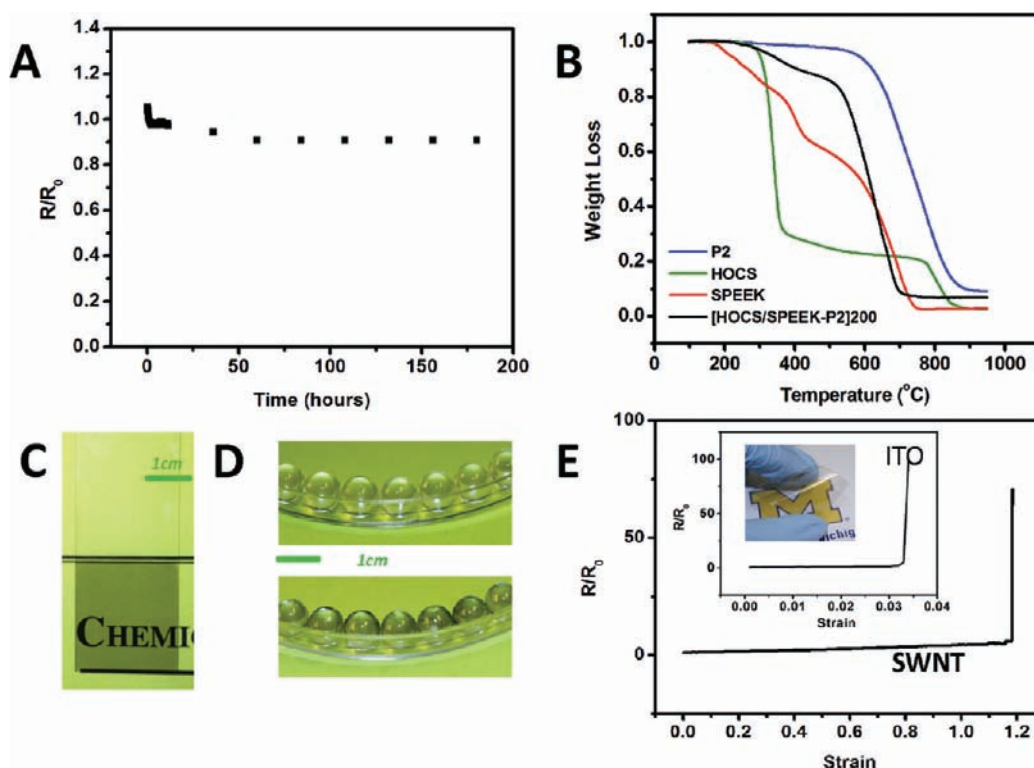 A
1.4
1.2
1.0
0.8
0.6
0.4
0.2
0.0
R/R0
0
50
100
150
200
Time (hours)
B
1.0
0.8
0.6
0.4
0.2
0.0
Weight Loss
P2
HOCS
SPEEK
[HOCS/SPEEK-P2]200
0
200
400
600
800
1000
Temperature (°C)
C
1cm
CHEMI
D
1cm
E
100
50
0
R/R0
ITO
100
75
50
25
0
R/R0
M
ichig
0.00
0.01
0.02
0.03
0.04
Strain
SWNT
0.0
0.2
0.4
0.6
0.8
1.0
1.2
Strain